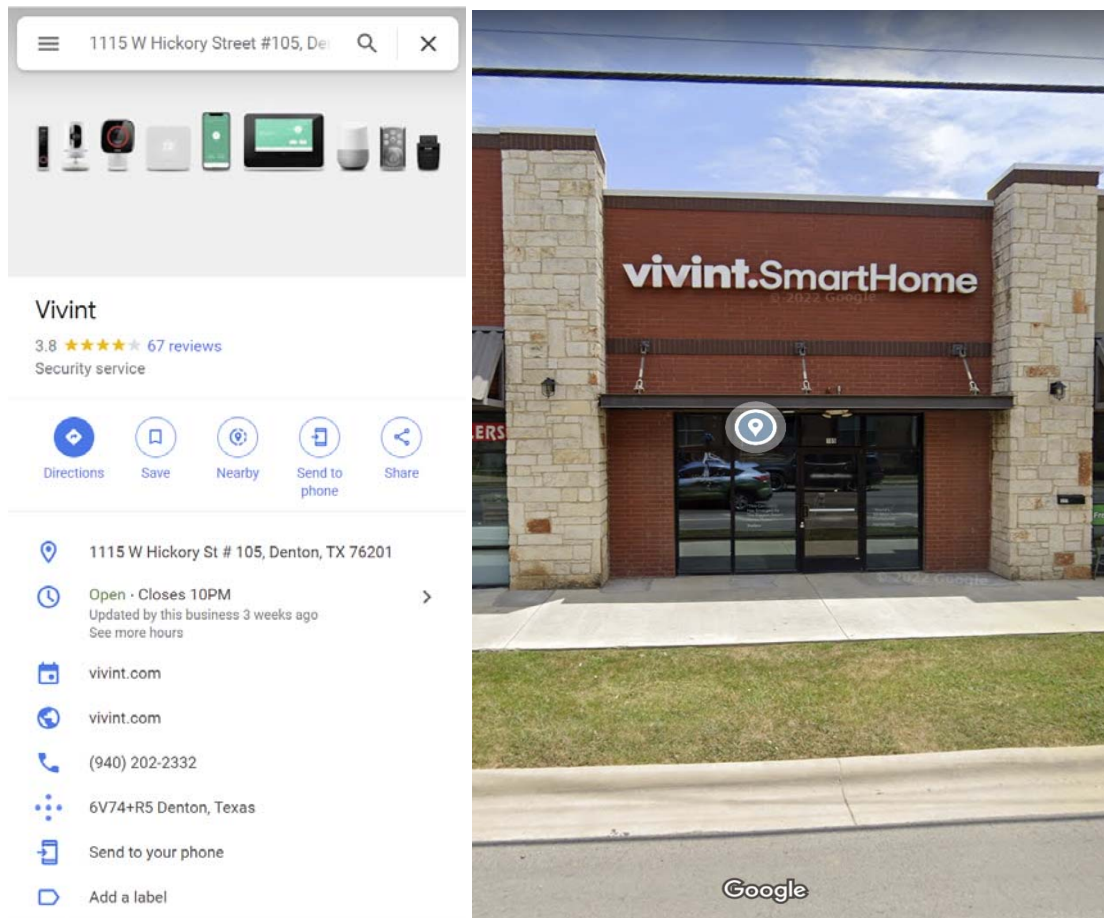 1115 W Hickory Street #105, De
Vivint
3.8 67 reviews
Security service
Directions
Save
Nearby
Send to
phone
Share
1115 W Hickory St # 105, Denton, TX 76201
Open · Closes 10PM
Updated by this business 3 weeks ago
See more hours
vivint.com
vivint.com
(940) 202-2332
6V74+R5 Denton, Texas
Send to your phone
Add a label
vivint.SmartHome
© 2022 Google
ERS
105
Fre
© 2022 Google
Google